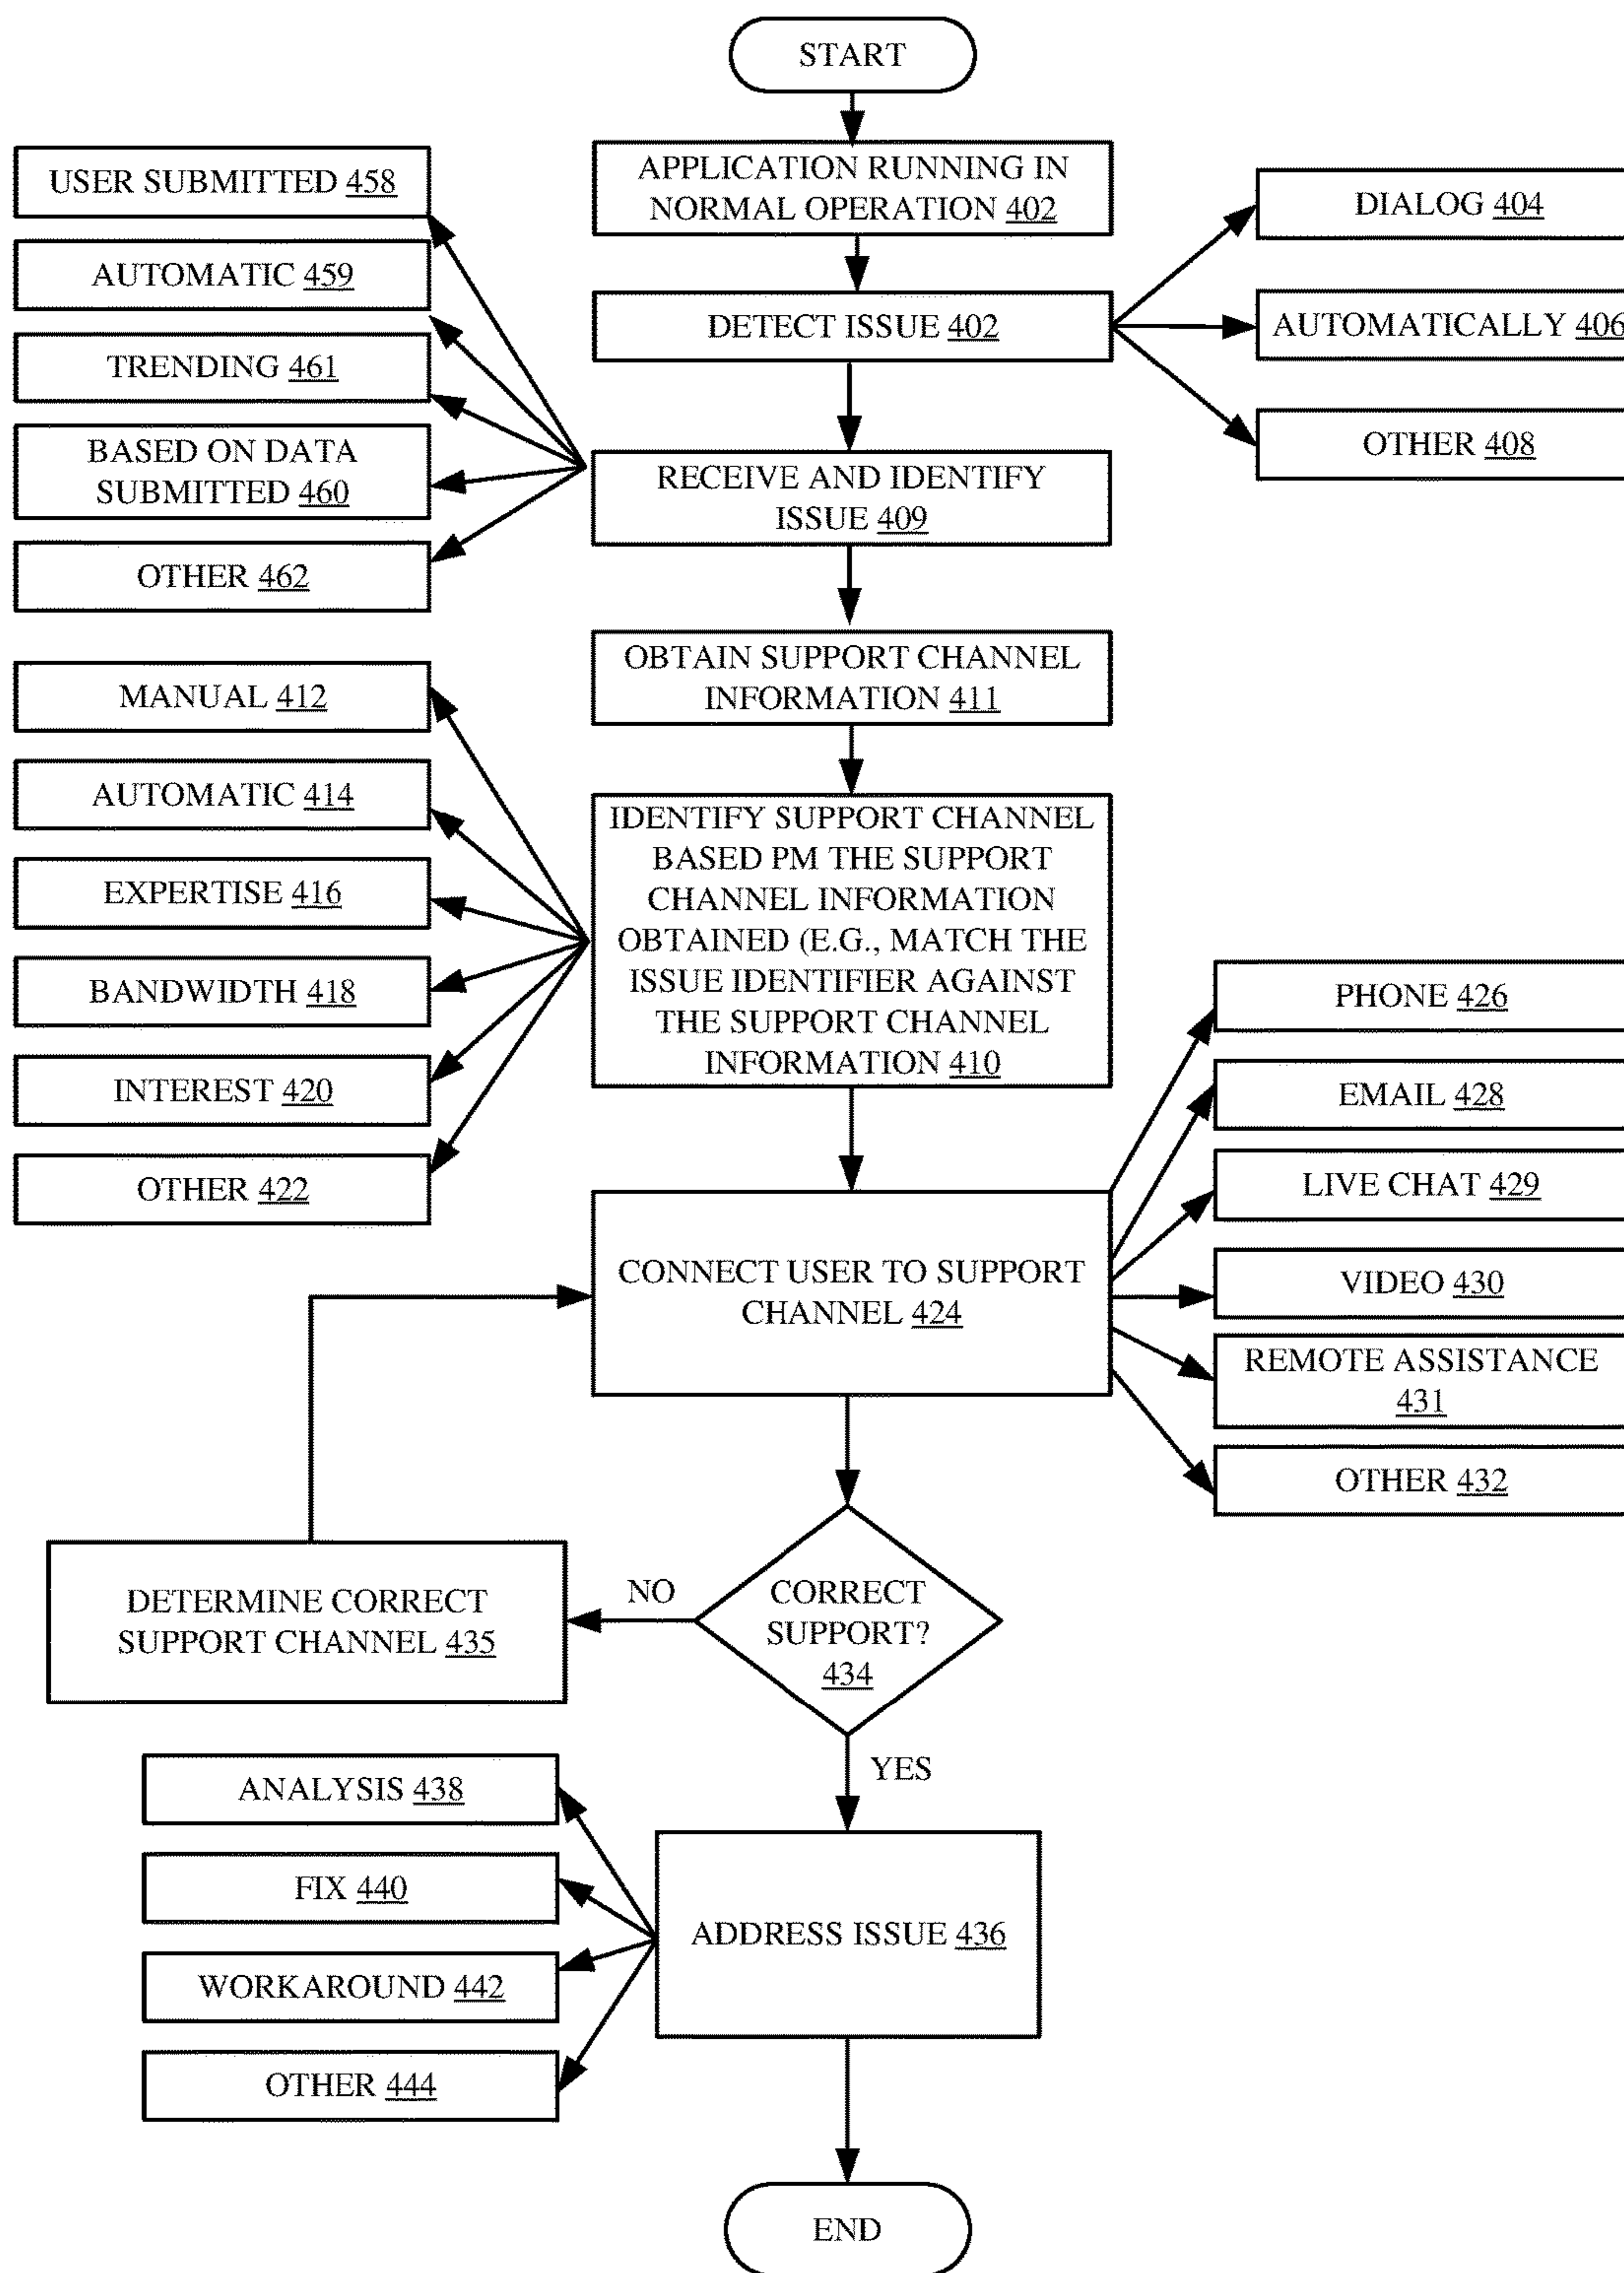 START
APPLICATION RUNNING IN
NORMAL OPERATION 402
DETECT ISSUE 402
DIALOG 404
AUTOMATICALLY 406
OTHER 408
USER SUBMITTED 458
AUTOMATIC 459
TRENDING 461
BASED ON DATA
SUBMITTED 460
OTHER 462
RECEIVE AND IDENTIFY
ISSUE 409
OBTAIN SUPPORT CHANNEL
INFORMATION 411
MANUAL 412
AUTOMATIC 414
EXPERTISE 416
BANDWIDTH 418
INTEREST 420
OTHER 422
IDENTIFY SUPPORT CHANNEL
BASED PM THE SUPPORT
CHANNEL INFORMATION
OBTAINED (E.G., MATCH THE
ISSUE IDENTIFIER AGAINST
THE SUPPORT CHANNEL
INFORMATION 410
CONNECT USER TO SUPPORT
CHANNEL 424
PHONE 426
EMAIL 428
LIVE CHAT 429
VIDEO 430
REMOTE ASSISTANCE
431
OTHER 432
CORRECT
SUPPORT?
434
NO
DETERMINE CORRECT
SUPPORT CHANNEL 435
YES
ADDRESS ISSUE 436
ANALYSIS 438
FIX 440
WORKAROUND 442
OTHER 444
END